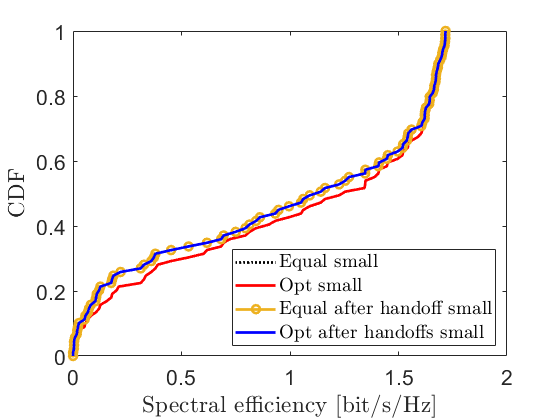 1
0.8
0.6
0.4
0.2
0
CDF
Equal small
Opt small
Equal after handoff small
Opt after handoffs small
0 0.5 1 1.5 2
Spectral efficiency [bit/s/Hz]